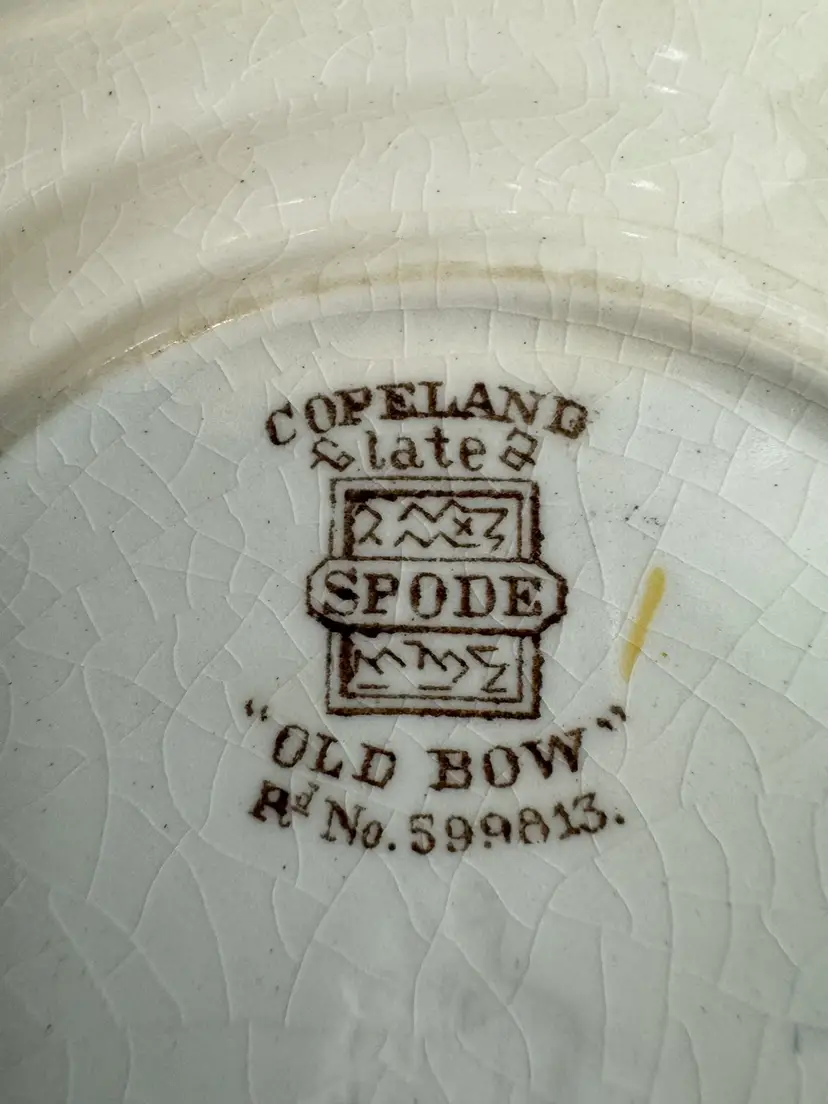 COPELAND
late
SPODE
"OLD BOW"
Rd No. 599813.